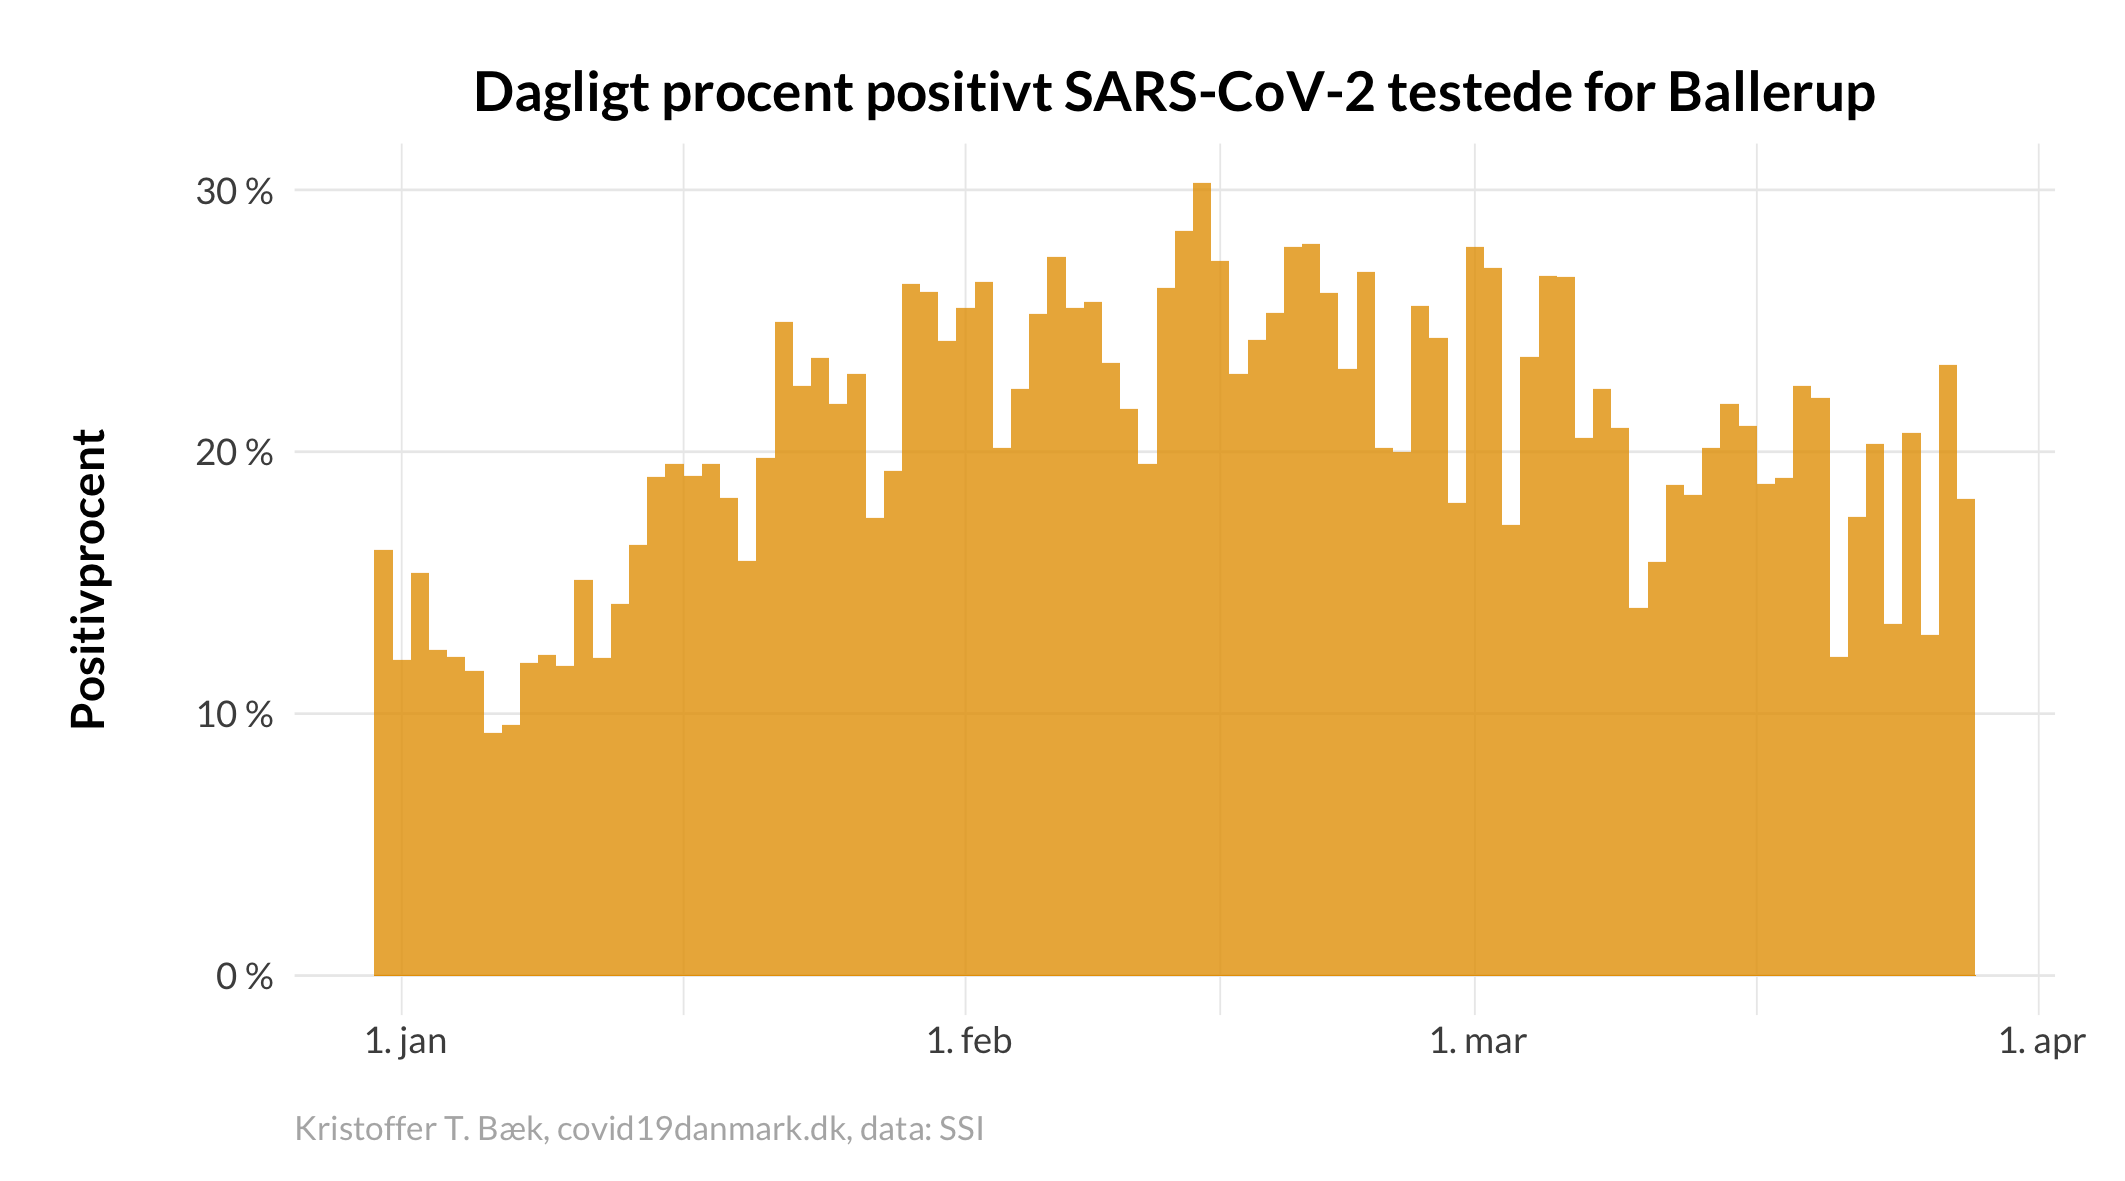 Dagligt procent positivt SARS-CoV-2 testede for Ballerup
Positivprocent
30 %
20 %
10 %
0 %
1. jan
1. feb
1. mar
1. apr
Kristoffer T. Bæk, covid19danmark.dk, data: SSI